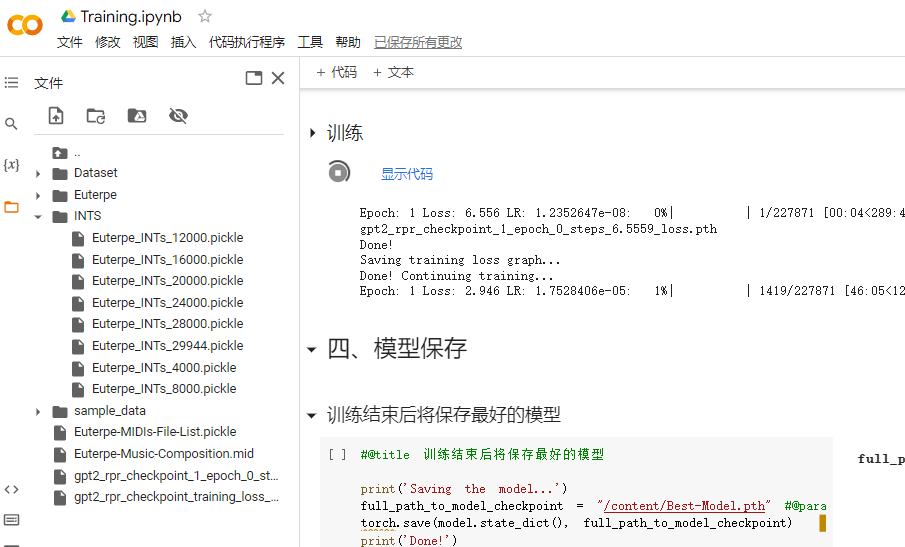 Training.ipynb
文件 修改 视图 插入 代码执行程序 工具 帮助 已保存所有更改
文件
+ 代码 + 文本
..
Dataset
Euterpe
INTS
Euterpe_INTs_12000.pickle
Euterpe_INTs_16000.pickle
Euterpe_INTs_20000.pickle
Euterpe_INTs_24000.pickle
Euterpe_INTs_28000.pickle
Euterpe_INTs_29944.pickle
Euterpe_INTs_4000.pickle
Euterpe_INTs_8000.pickle
sample_data
Euterpe-MIDIs-File-List.pickle
Euterpe-Music-Composition.mid
gpt2_rpr_checkpoint_1_epoch_0_st...
gpt2_rpr_checkpoint_training_loss_...
{x}
<>
训练
显示代码
Epoch: 1 Loss: 6.556 LR: 1.2352647e-08: 0%| | 1/227871 [00:04<289:4
gpt2_rpr_checkpoint_1_epoch_0_steps_6.5559_loss.pth
Done!
Saving training loss graph...
Done! Continuing training...
Epoch: 1 Loss: 2.946 LR: 1.7528406e-05: 1%| | 1419/227871 [46:05<12
四、模型保存
训练结束后将保存最好的模型
[ ] #@title 训练结束后将保存最好的模型
print('Saving the model...')
full_path_to_model_checkpoint = "/content/Best-Model.pth" #@para
torch.save(model.state_dict(), full_path_to_model_checkpoint)
print('Done!')
full_p